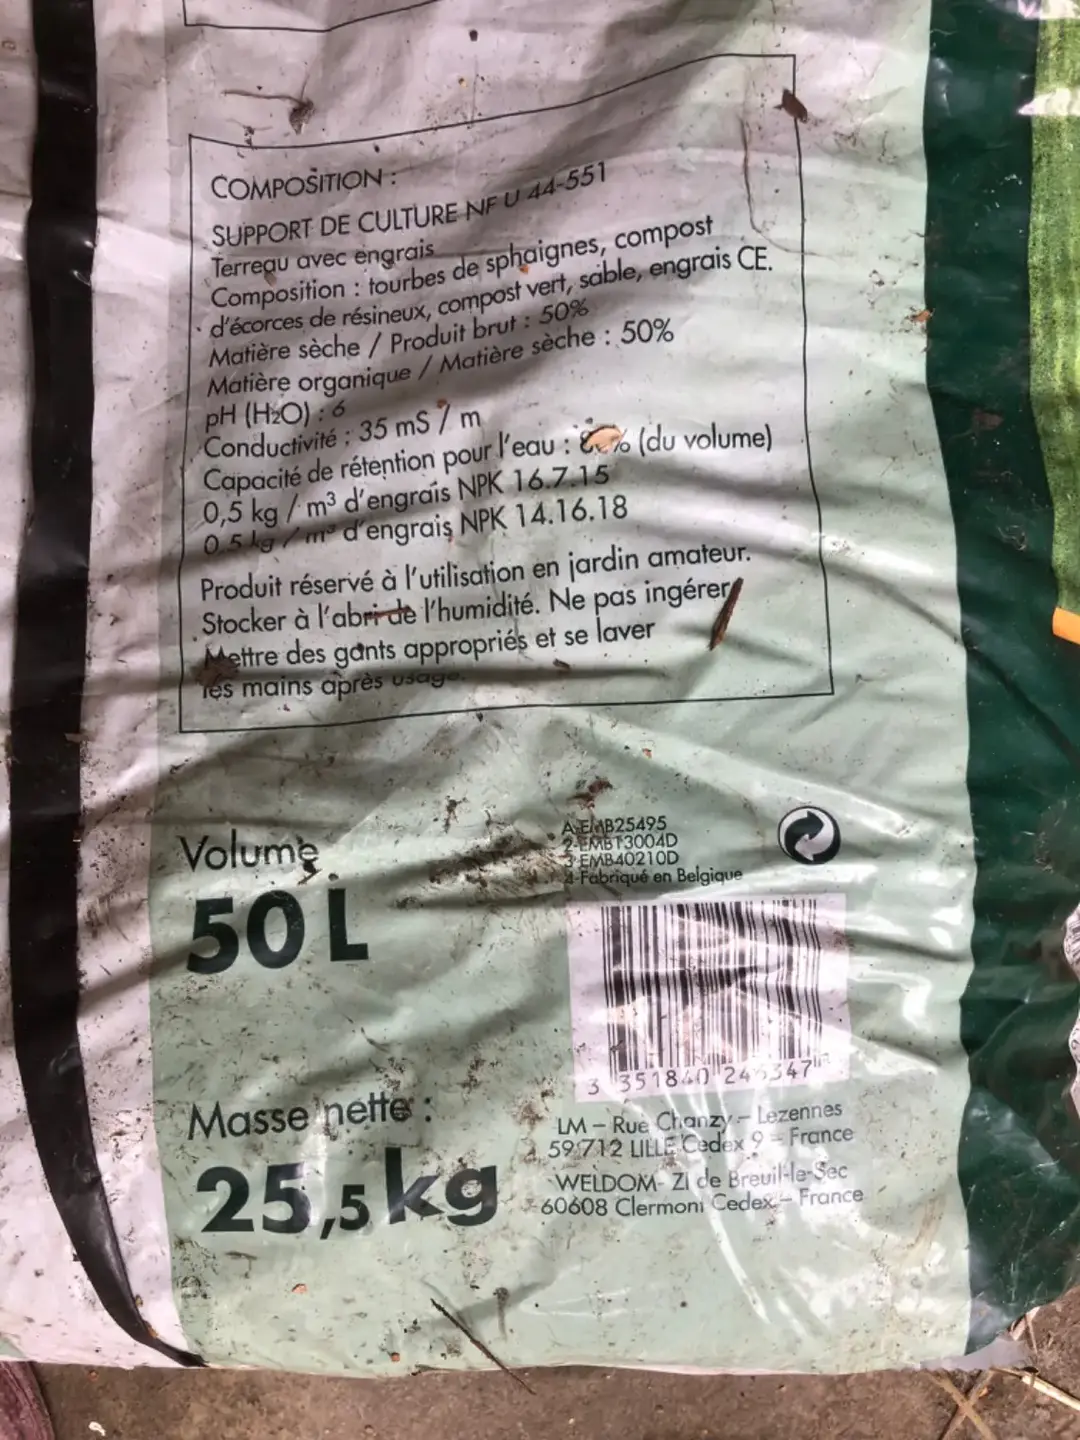 COMPOSITION :
SUPPORT DE CULTURE NF U 44-551
Terreau avec engrais
Composition : tourbes de sphaignes, compost
d'écorces de résineux, compost vert, sable, engrais CE.
Matière sèche / Produit brut : 50%
Matière organique / Matière sèche : 50%
pH (H₂O) : 6
Conductivité : 35 mS / m
Capacité de rétention pour l'eau : % (du volume)
0,5 kg / m³ d'engrais NPK 16.7.15
0.5 kg / m³ d'engrais NPK 14.16.18
Produit réservé à l'utilisation en jardin amateur.
Stocker à l'abri de l'humidité. Ne pas ingérer
Mettre des gants appropriés et se laver
les mains après usage.
Volume
50 L
A-EMB25495
2-EMB13004D
3 EMB40210D
4-Fabriqué en Belgique
3 351840
LM – Rue Chanzy – Lezennes
59 712 LILLE Cedex 9 – France
WELDOM- ZI de Breuil-le-Sec
60608 Clermont Cedex – France
Masse nette :
25,5 kg